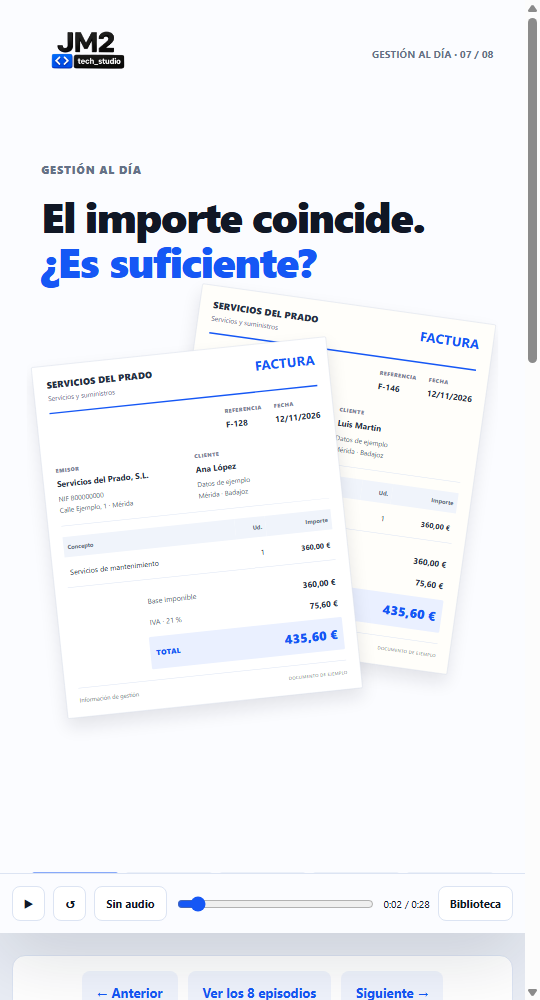 JM2
<> tech_studio
GESTIÓN AL DÍA · 07 / 08
GESTIÓN AL DÍA
El importe coincide.
¿Es suficiente?
SERVICIOS DEL PRADO
Servicios y suministros
FACTURA
REFERENCIA
F-146
FECHA
12/11/2026
CLIENTE
Luis Martín
Datos de ejemplo
Mérida · Badajoz
Ud.
Importe
1
360,00 €
360,00 €
75,60 €
435,60 €
DOCUMENTO DE EJEMPLO
SERVICIOS DEL PRADO
Servicios y suministros
FACTURA
REFERENCIA
F-128
FECHA
12/11/2026
EMISOR
Servicios del Prado, S.L.
NIF B00000000
Calle Ejemplo, 1 · Mérida
CLIENTE
Ana López
Datos de ejemplo
Mérida · Badajoz
Concepto
Ud.
Importe
Servicios de mantenimiento
1
360,00 €
Base imponible
360,00 €
IVA · 21 %
75,60 €
TOTAL
435,60 €
Información de gestión
DOCUMENTO DE EJEMPLO
Sin audio
0:02 / 0:28
Biblioteca
← Anterior
Ver los 8 episodios
Siguiente →